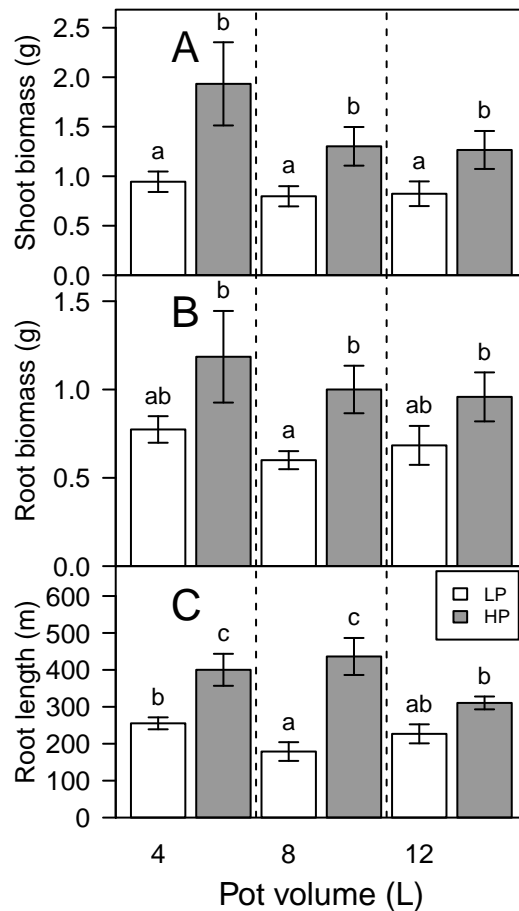 A
Shoot biomass (g)
2.5
2.0
1.5
1.0
0.5
0.0
a
b
a
b
a
b
B
Root biomass (g)
1.5
1.0
0.5
0.0
ab
b
a
b
ab
b
C
Root length (m)
600
500
400
300
200
100
0
b
c
a
c
ab
b
LP
HP
4 8 12
Pot volume (L)